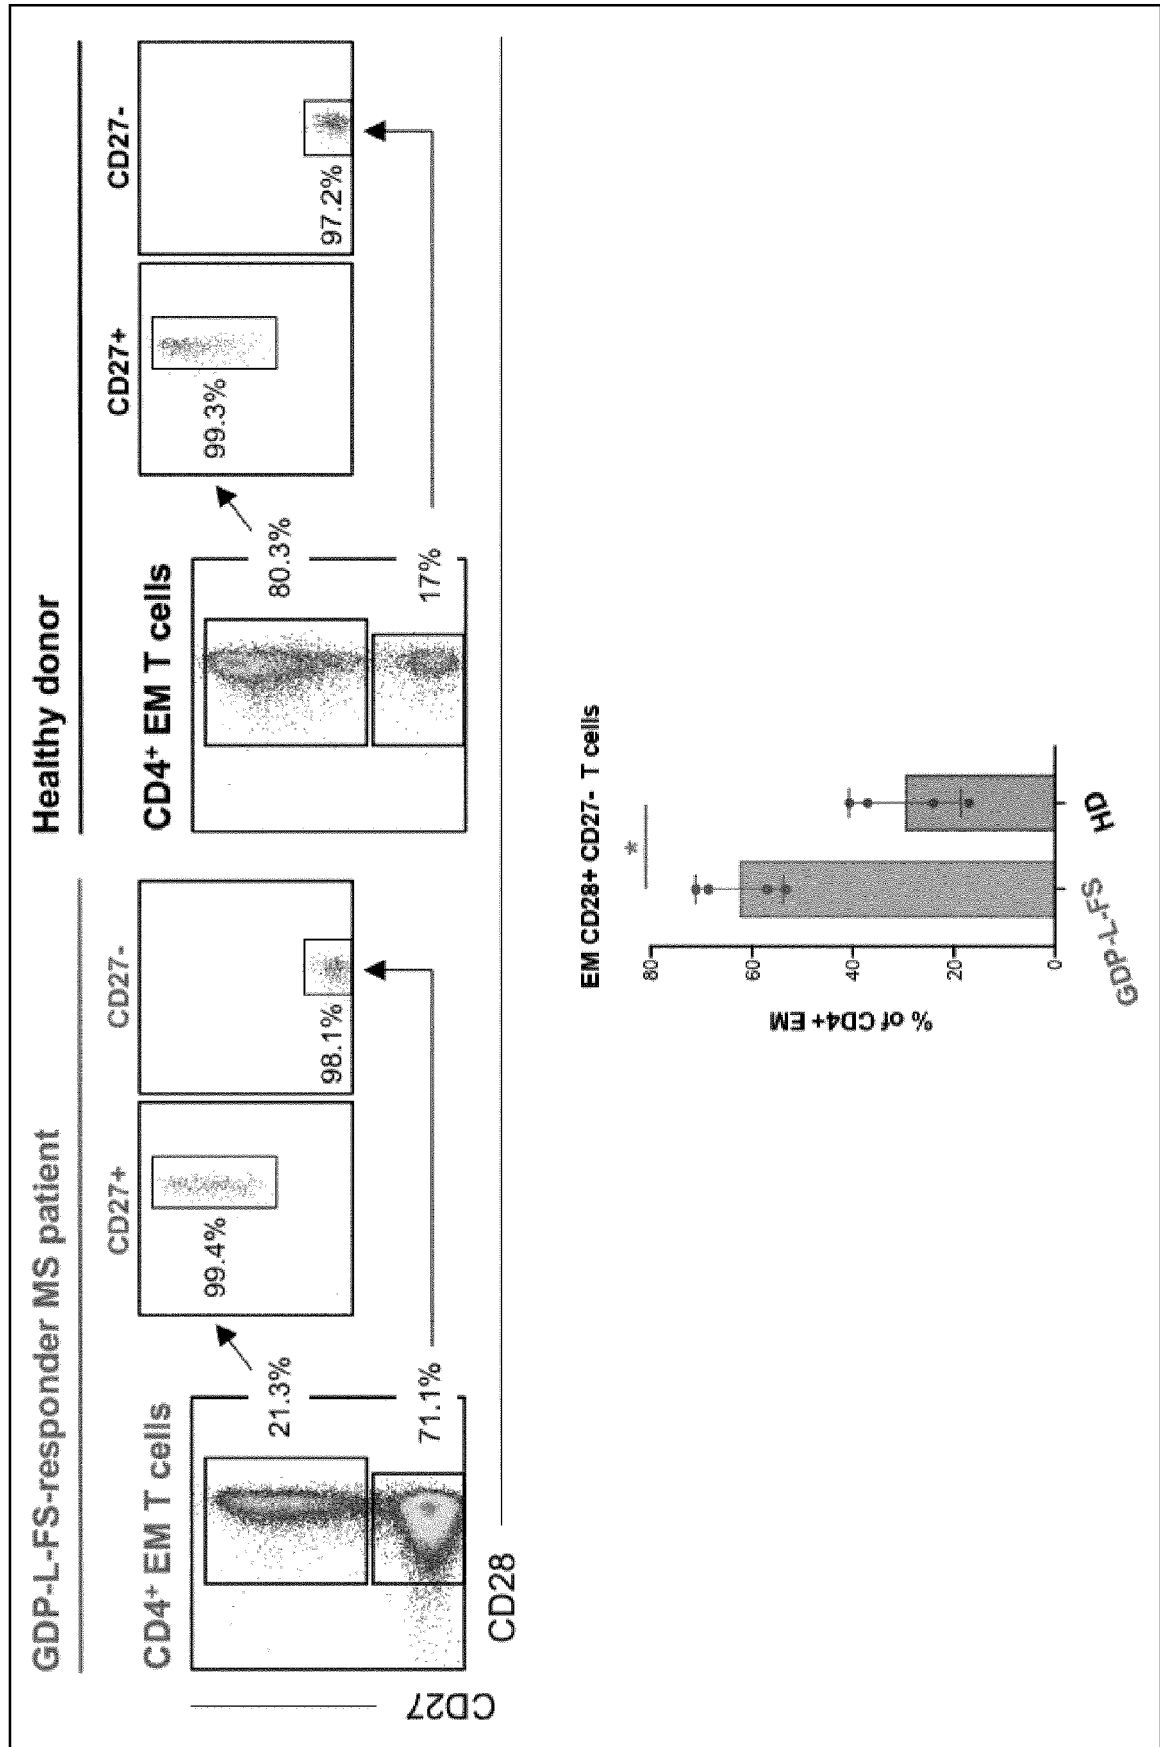 GDP-L-FS-responder MS patient
CD4+ EM T cells
CD27+
CD27-
99.4%
98.1%
21.3%
71.1%
CD27
CD28
Healthy donor
CD4+ EM T cells
CD27+
CD27-
99.3%
97.2%
80.3%
17%
EM CD28+ CD27- T cells
*
% of CD4+ EM
80
60
40
20
0
GDP-L-FS
HD